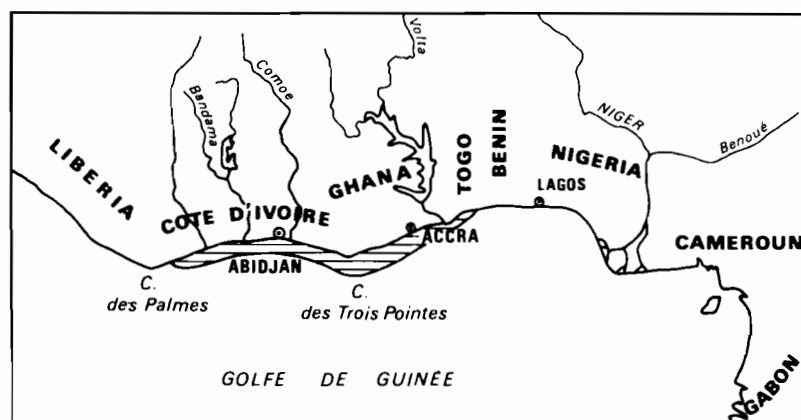 Volta
Comoe
Bandama
NIGER
Benoué
LIBERIA
COTE D'IVOIRE
GHANA
TOGO
BENIN
NIGERIA
LAGOS
ACCRA
CAMEROUN
ABIDJAN
C.
des Palmes
C.
des Trois Pointes
GOLFE DE GUINÉE
GABON